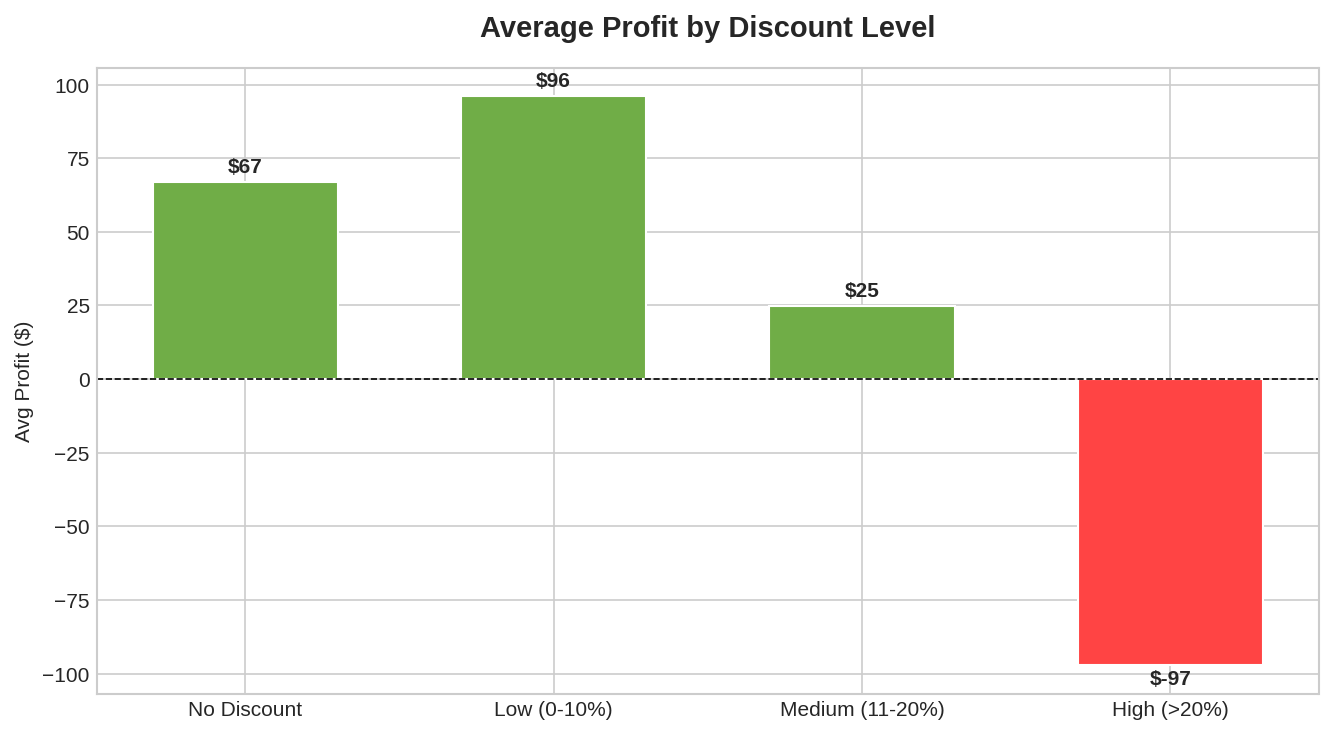 Average Profit by Discount Level
Avg Profit ($)
100
75
50
25
0
−25
−50
−75
−100
$67
$96
$25
$-97
No Discount
Low (0-10%)
Medium (11-20%)
High (>20%)